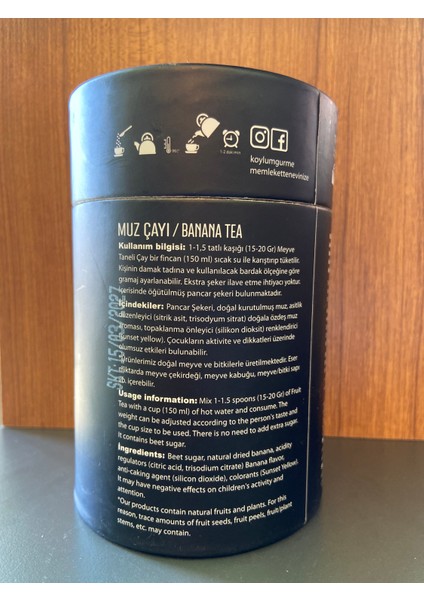 koylumgurme
memlekettenevinize
MUZ ÇAYI / BANANA TEA
Kullanım bilgisi: 1-1,5 tatlı kaşığı (15-20 Gr) Meyve
Taneli Çay bir fincan (150 ml) sıcak su ile karıştırıp tüketilir.
Kişinin damak tadına ve kullanılacak bardak ölçeğine göre
gramaj ayarlanabilir. Ekstra şeker ilave etme ihtiyacı yoktur.
İçerisinde öğütülmüş pancar şekeri bulunmaktadır.
İçindekiler: Pancar Şekeri, doğal kurutulmuş muz, asitlik
düzenleyici (sitrik asit, trisodyum sitrat) doğala özdeş muz
aroması, topaklanma önleyici (silikon dioksit) renklendirici
(sunset yellow). Çocukların aktivite ve dikkatleri üzerinde
olumsuz etkileri bulunabilir.
Ürünlerimiz doğal meyve ve bitkilerle üretilmektedir. Eser
miktarda meyve çekirdeği, meyve kabuğu, meyve/bitki sapı
vb. içerebilir.
SKT:15/03/2027
Usage information: Mix 1-1,5 spoons (15-20 Gr) of Fruit
Tea with a cup (150 ml) of hot water and consume. The
weight can be adjusted according to the person's taste and
the cup size to be used. There is no need to add extra sugar.
It contains beet sugar.
İngredients: Beet sugar, natural dried banana, acidity
regulators (citric acid, trisodium citrate) Banana flavor,
anti-caking agent (silicon dioxide), colorants (Sunset Yellow).
It may have negative effects on children's activity and
attention.
*Our products contain natural fruits and plants. For this
reason, trace amounts of fruit seeds, fruit peels, fruit/plant
stems, etc. may contain.